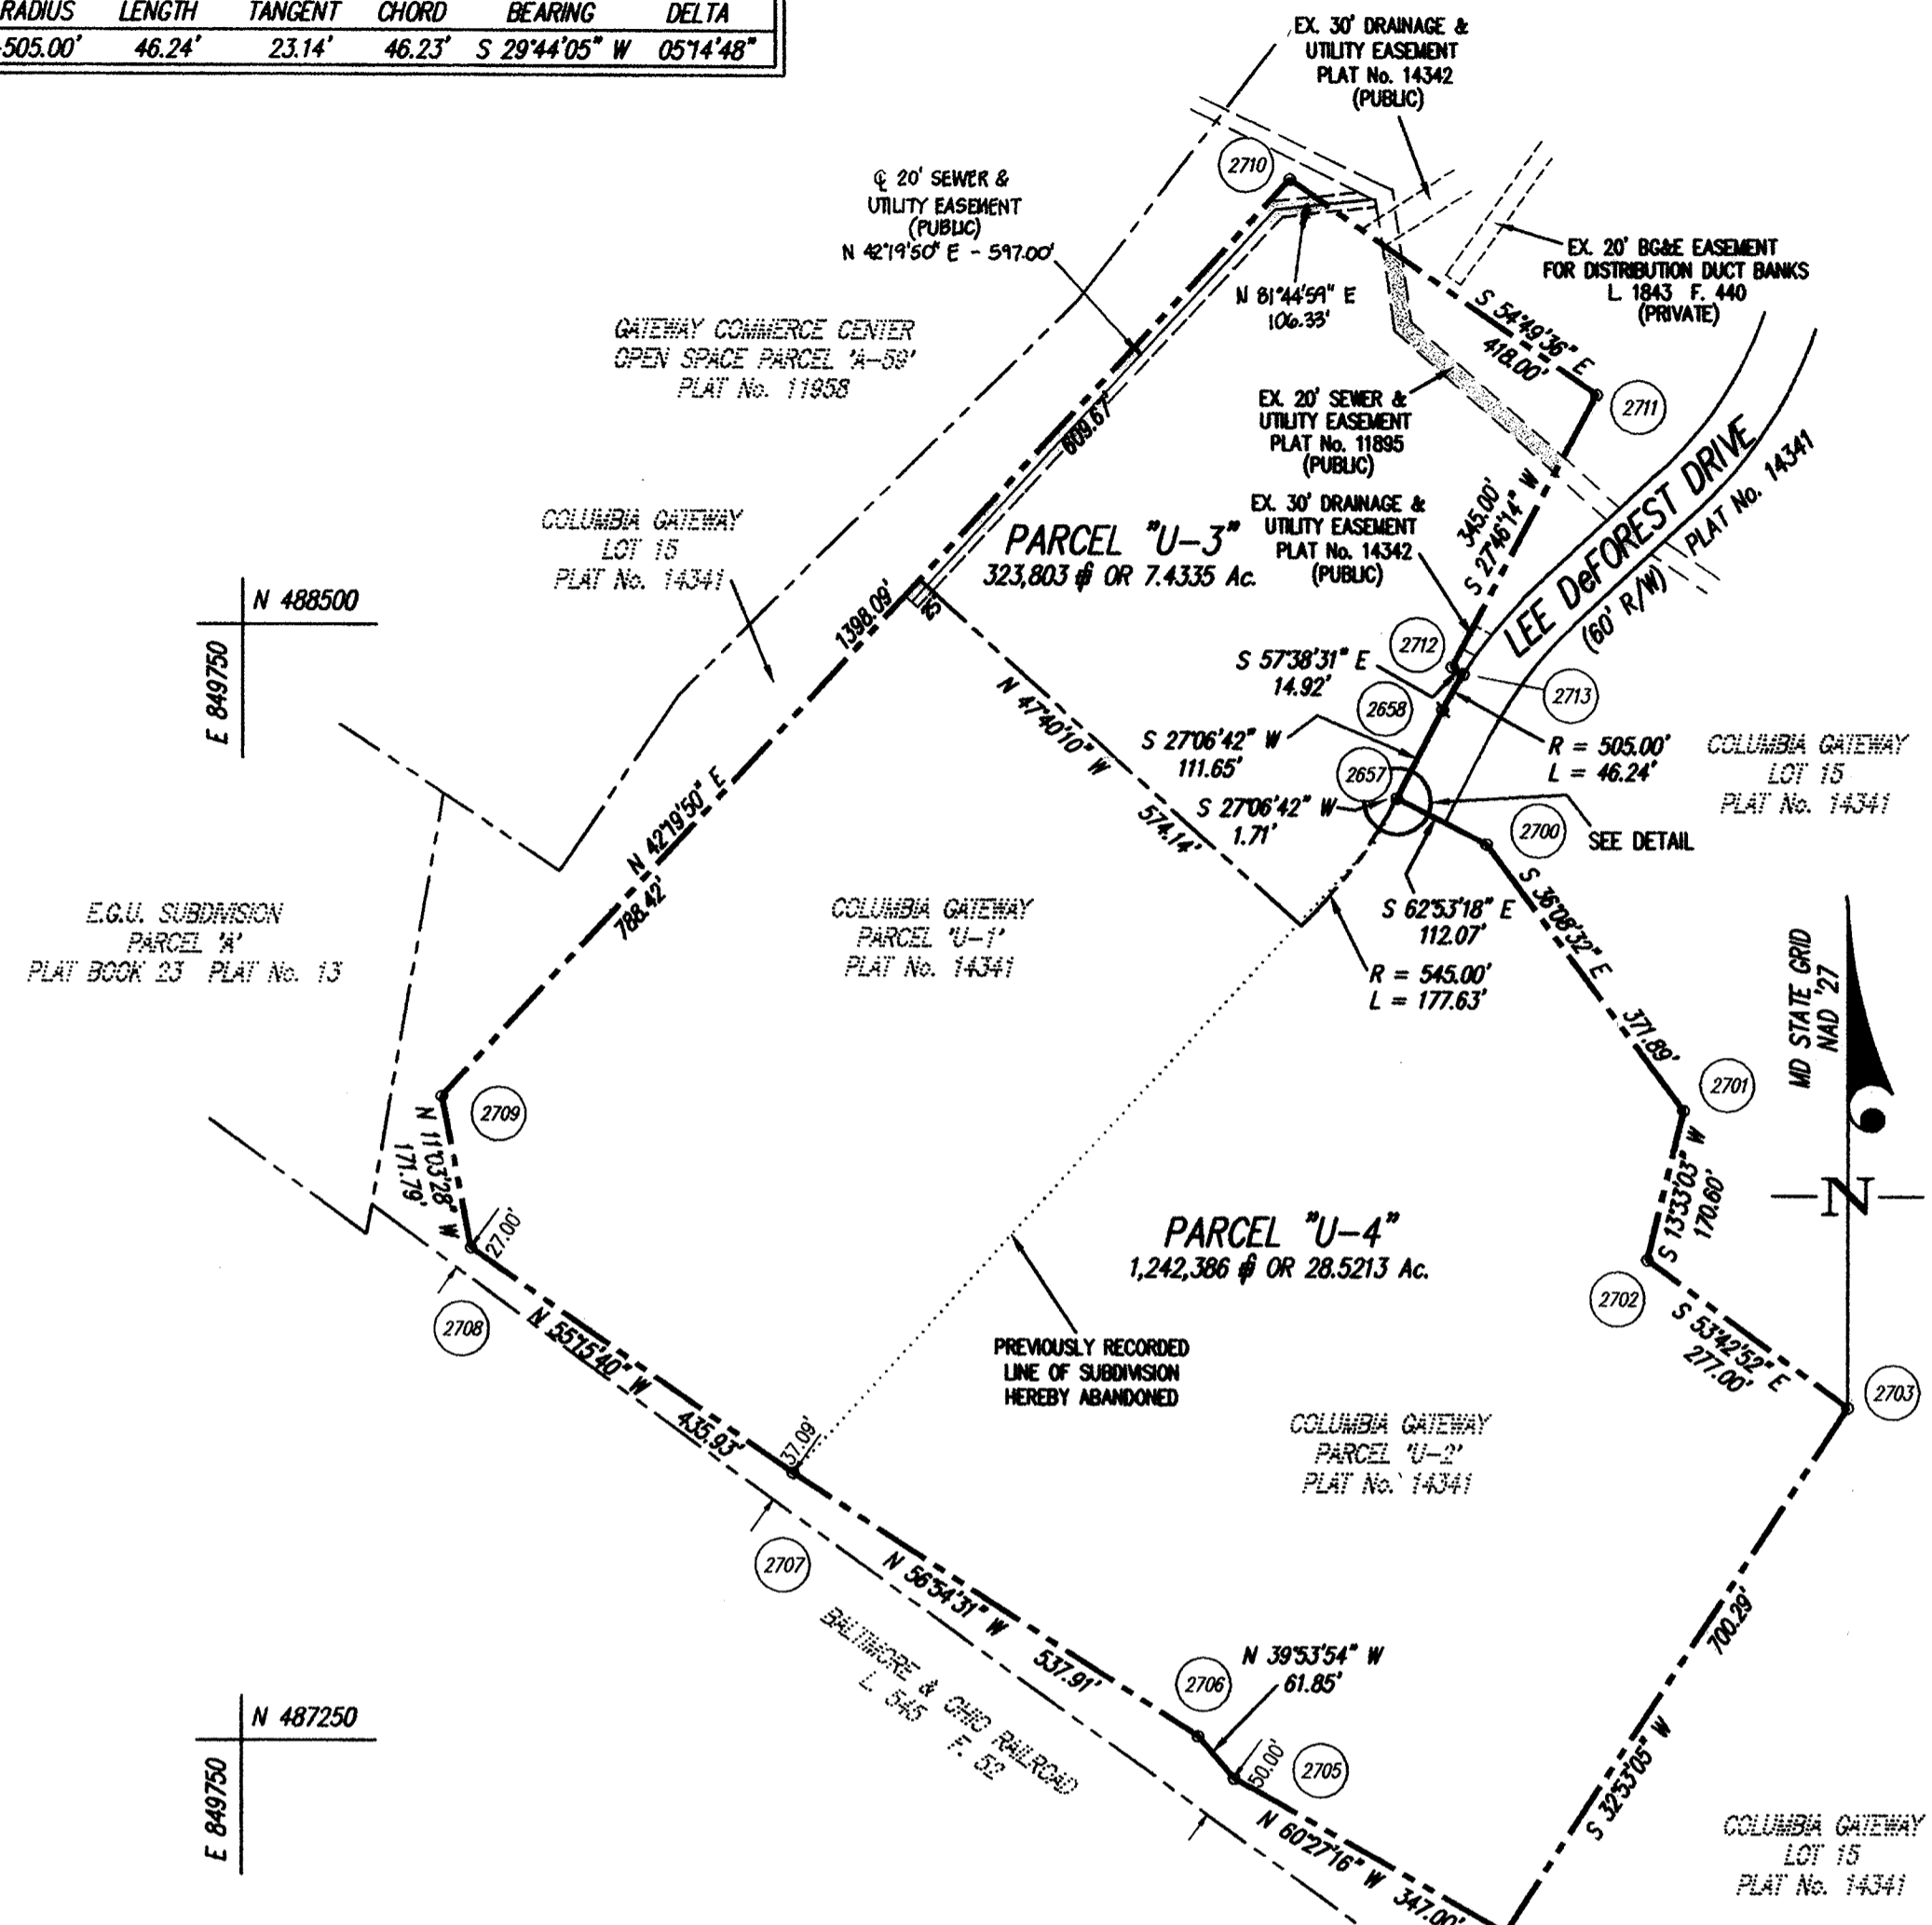 RADIUS LENGTH TANGENT CHORD BEARING DELTA
505.00' 46.24' 23.14' 46.23' S 29°44'05" W 05°14'48"
EX. 30' DRAINAGE &
UTILITY EASEMENT
PLAT No. 14342
(PUBLIC)
2710
℄ 20' SEWER &
UTILITY EASEMENT
(PUBLIC)
N 42°19'50" E - 597.00'
EX. 20' BG&E EASEMENT
FOR DISTRIBUTION DUCT BANKS
L. 1843 F. 440
(PRIVATE)
N 81°44'59" E
106.33'
S 54°49'36" E
418.00'
GATEWAY COMMERCE CENTER
OPEN SPACE PARCEL 'A-59'
PLAT No. 11958
2711
EX. 20' SEWER &
UTILITY EASEMENT
PLAT No. 11895
(PUBLIC)
609.67'
LEE DeFOREST DRIVE
(60' R/W)
PLAT No. 14341
345.00'
S 27°46'14" W
EX. 30' DRAINAGE &
UTILITY EASEMENT
PLAT No. 14342
(PUBLIC)
COLUMBIA GATEWAY
LOT 15
PLAT No. 14341
PARCEL "U-3"
323,803 ⏍ OR 7.4335 Ac.
N 488500
E 849750
1398.09'
25'
2712
S 57°38'31" E
14.92'
2713
2658
N 47°40'10" W
574.14'
S 27°06'42" W
111.65'
R = 505.00'
L = 46.24'
COLUMBIA GATEWAY
LOT 15
PLAT No. 14341
2657
S 27°06'42" W
1.71'
2700
SEE DETAIL
N 42°19'50" E
788.42'
S 62°53'18" E
112.07'
S 36°08'32" E
371.89'
E.G.U. SUBDIVISION
PARCEL 'A'
PLAT BOOK 23 PLAT No. 13
COLUMBIA GATEWAY
PARCEL 'U-1'
PLAT No. 14341
R = 545.00'
L = 177.63'
MD STATE GRID
NAD '27
N
2709
2701
N 11°03'28" W
171.79'
S 13°33'03" W
170.60'
27.00'
PARCEL "U-4"
1,242,386 ⏍ OR 28.5213 Ac.
2708
2702
S 53°42'52" E
277.00'
N 55°15'40" W
435.93'
PREVIOUSLY RECORDED
LINE OF SUBDIVISION
HEREBY ABANDONED
2703
37.09'
COLUMBIA GATEWAY
PARCEL 'U-2'
PLAT No. 14341
2707
N 56°54'31" W
537.91'
BALTIMORE & OHIO RAILROAD
L. 545 F. 52
700.29'
S 32°53'05" W
N 39°53'54" W
61.85'
2706
N 487250
E 849750
50.00'
2705
N 60°27'16" W
347.00'
COLUMBIA GATEWAY
LOT 15
PLAT No. 14341